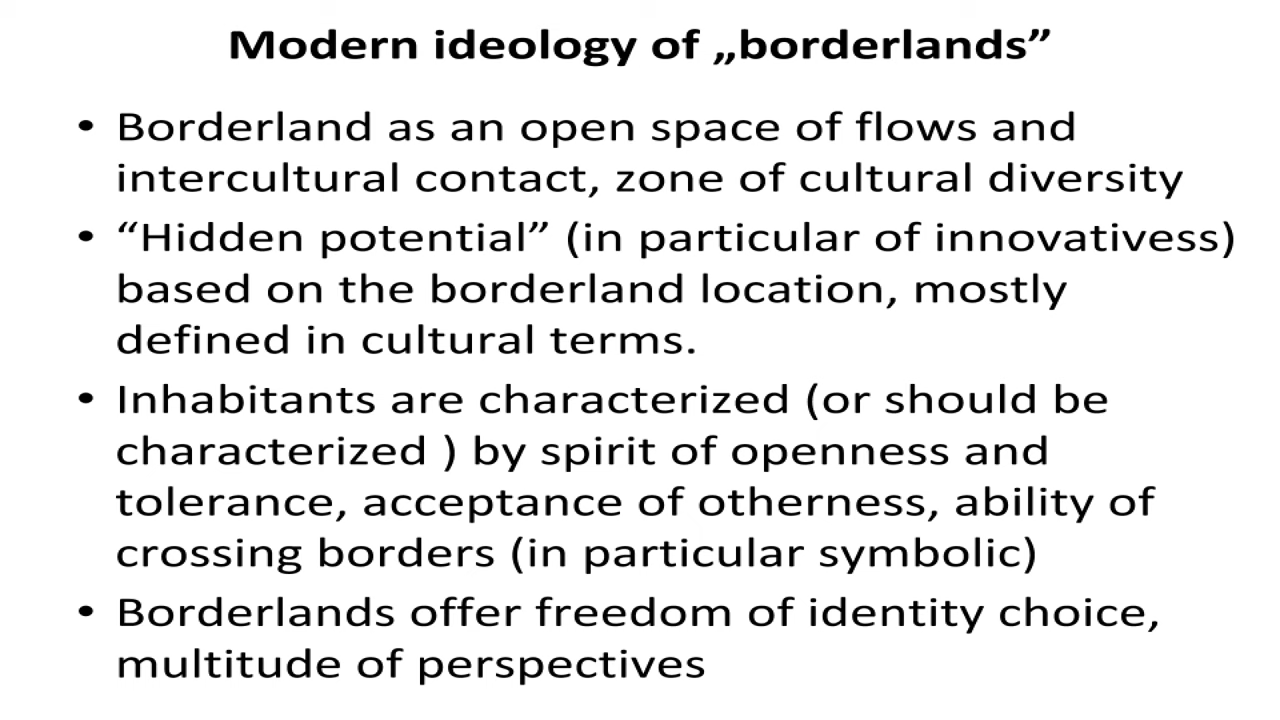 Modern ideology of „borderlands”
• Borderland as an open space of flows and
intercultural contact, zone of cultural diversity
• “Hidden potential” (in particular of innovativess)
based on the borderland location, mostly
defined in cultural terms.
• Inhabitants are characterized (or should be
characterized ) by spirit of openness and
tolerance, acceptance of otherness, ability of
crossing borders (in particular symbolic)
• Borderlands offer freedom of identity choice,
multitude of perspectives